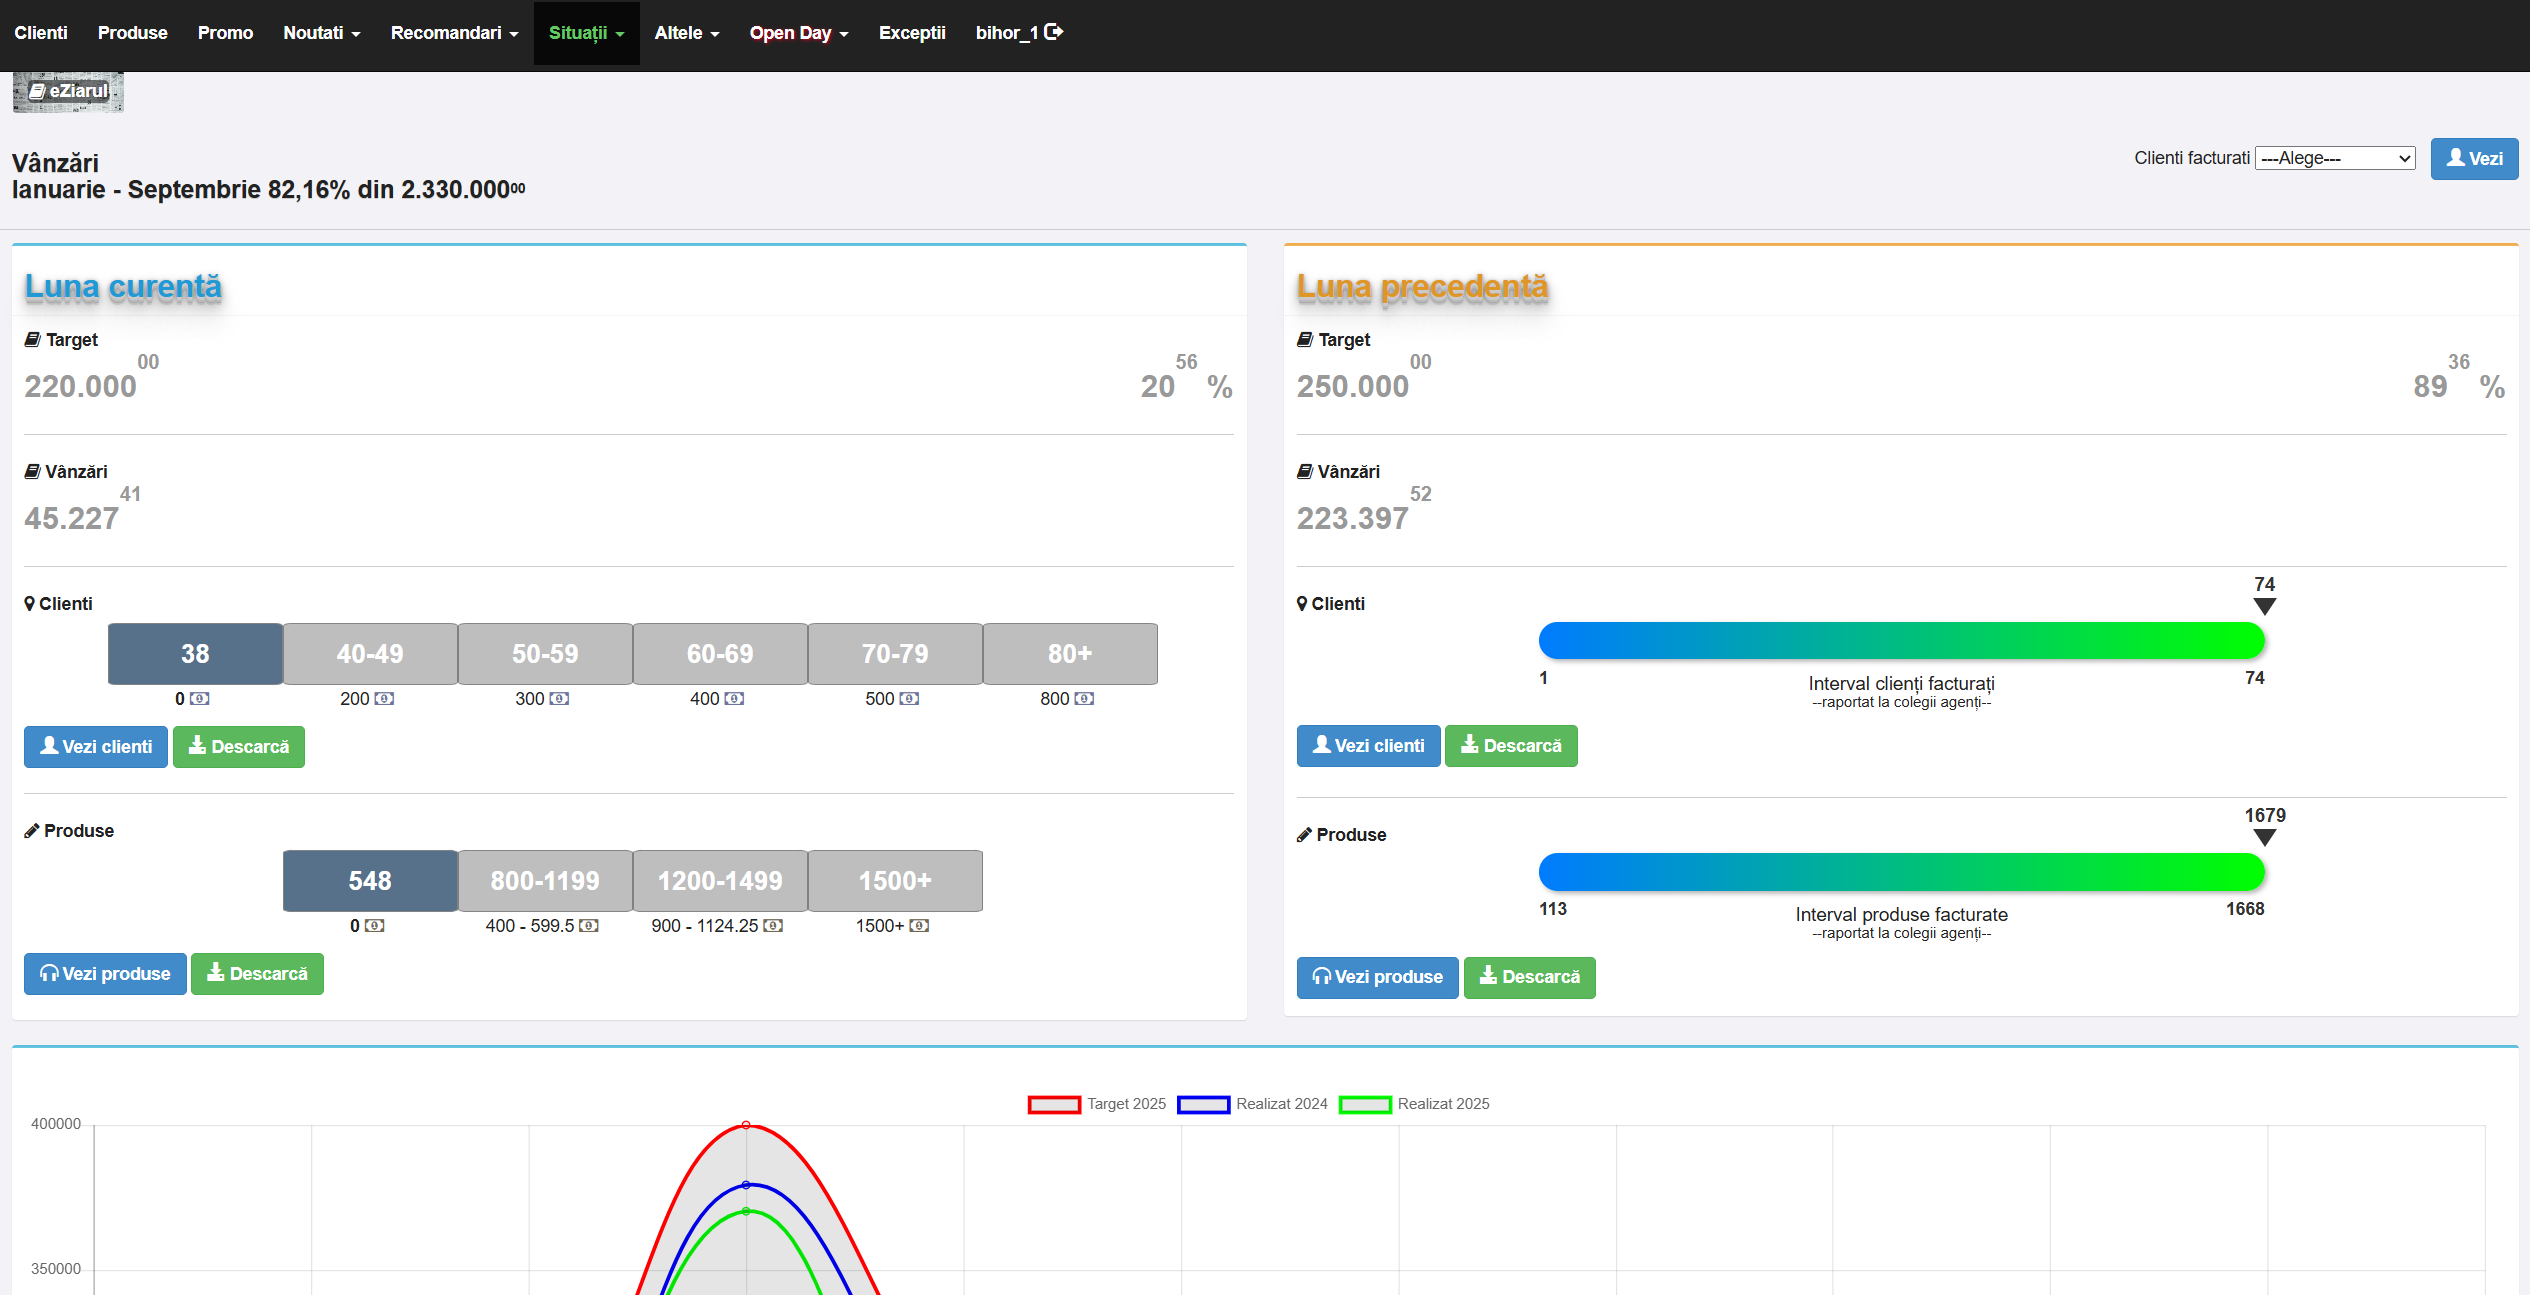 Clienti Produse Promo Noutati Recomandari Situații Altele Open Day Exceptii bihor_1
eZiarul
Vânzări
Ianuarie - Septembrie 82,16% din 2.330.000⁰⁰
Clienti facturati ---Alege--- Vezi
Luna curentă
Target
220.000 00 20 56 %
Vânzări
45.227 41
Clienti
38 40-49 50-59 60-69 70-79 80+
0 200 300 400 500 800
Vezi clienti Descarcă
Produse
548 800-1199 1200-1499 1500+
0 400 - 599.5 900 - 1124.25 1500+
Vezi produse Descarcă
Luna precedentă
Target
250.000 00 89 36 %
Vânzări
223.397 52
Clienti
74
1 74
Interval clienți facturați
--raportat la colegii agenți--
Vezi clienti Descarcă
Produse
1679
113 1668
Interval produse facturate
--raportat la colegii agenți--
Vezi produse Descarcă
Target 2025 Realizat 2024 Realizat 2025
400000
350000